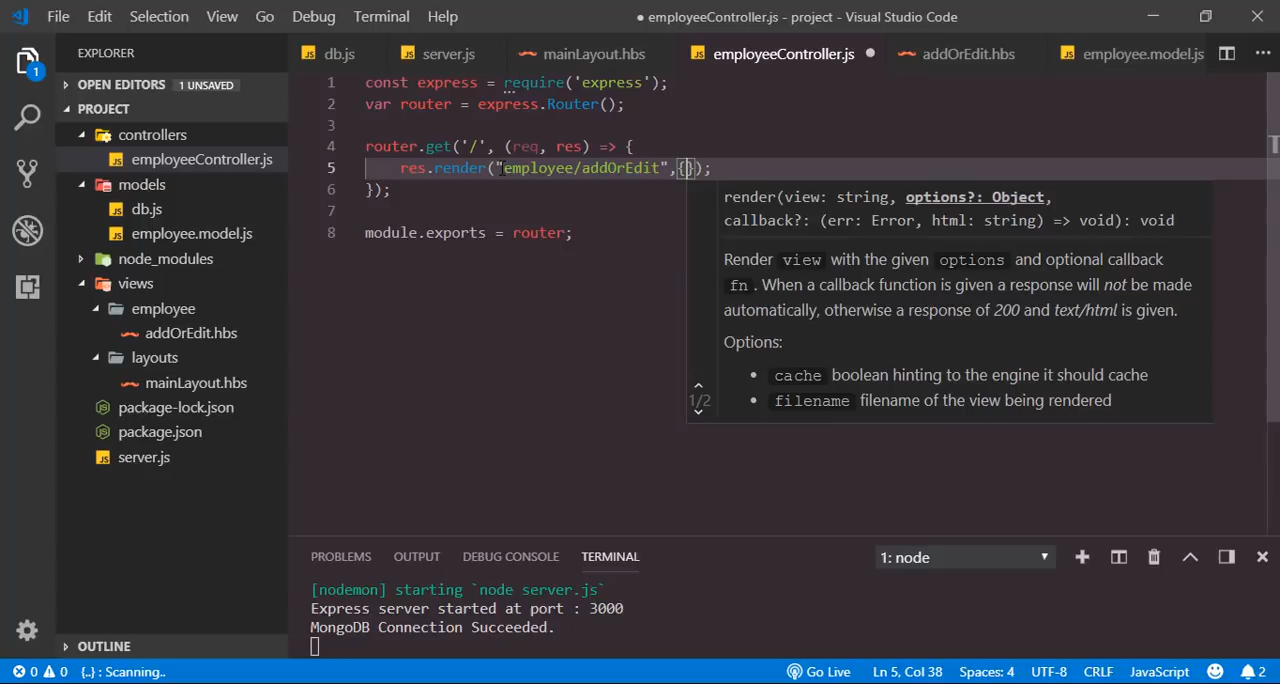 File Edit Selection View Go Debug Terminal Help
● employeeController.js - project - Visual Studio Code
EXPLORER
JS db.js
JS server.js
mainLayout.hbs
JS employeeController.js ●
addOrEdit.hbs
JS employee.model.js
1
OPEN EDITORS 1 UNSAVED
PROJECT
controllers
JS employeeController.js
models
JS db.js
JS employee.model.js
node_modules
views
employee
addOrEdit.hbs
layouts
mainLayout.hbs
package-lock.json
package.json
JS server.js
OUTLINE
1 const express = require('express');
2 var router = express.Router();
3
4 router.get('/', (req, res) => {
5 res.render("employee/addOrEdit",{});
6 });
7
8 module.exports = router;
render(view: string, options?: Object,
callback?: (err: Error, html: string) => void): void
Render view with the given options and optional callback
fn . When a callback function is given a response will not be made
automatically, otherwise a response of 200 and text/html is given.
Options:
• cache boolean hinting to the engine it should cache
1/2
• filename filename of the view being rendered
PROBLEMS OUTPUT DEBUG CONSOLE TERMINAL
1: node
[nodemon] starting `node server.js`
Express server started at port : 3000
MongoDB Connection Succeeded.
0 0 {..} : Scanning..
Go Live Ln 5, Col 38 Spaces: 4 UTF-8 CRLF JavaScript 2